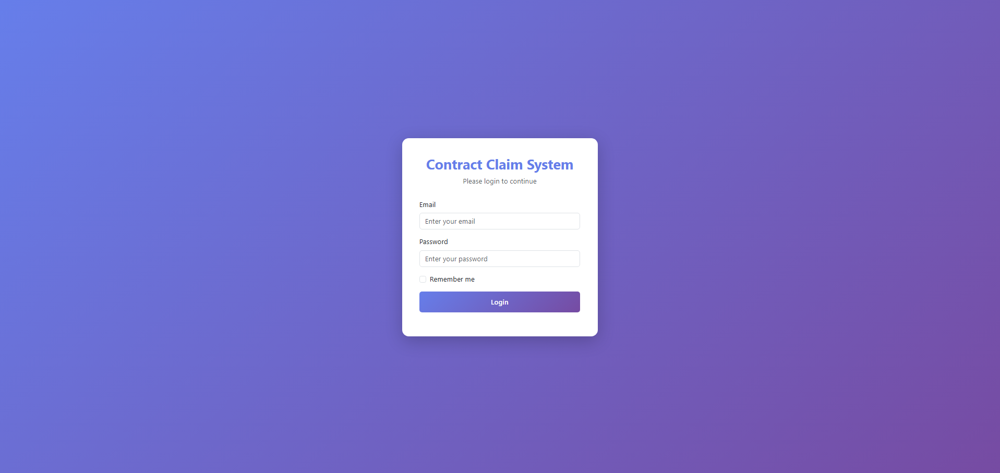 Contract Claim System
Please login to continue
Email
Enter your email
Password
Enter your password
Remember me
Login